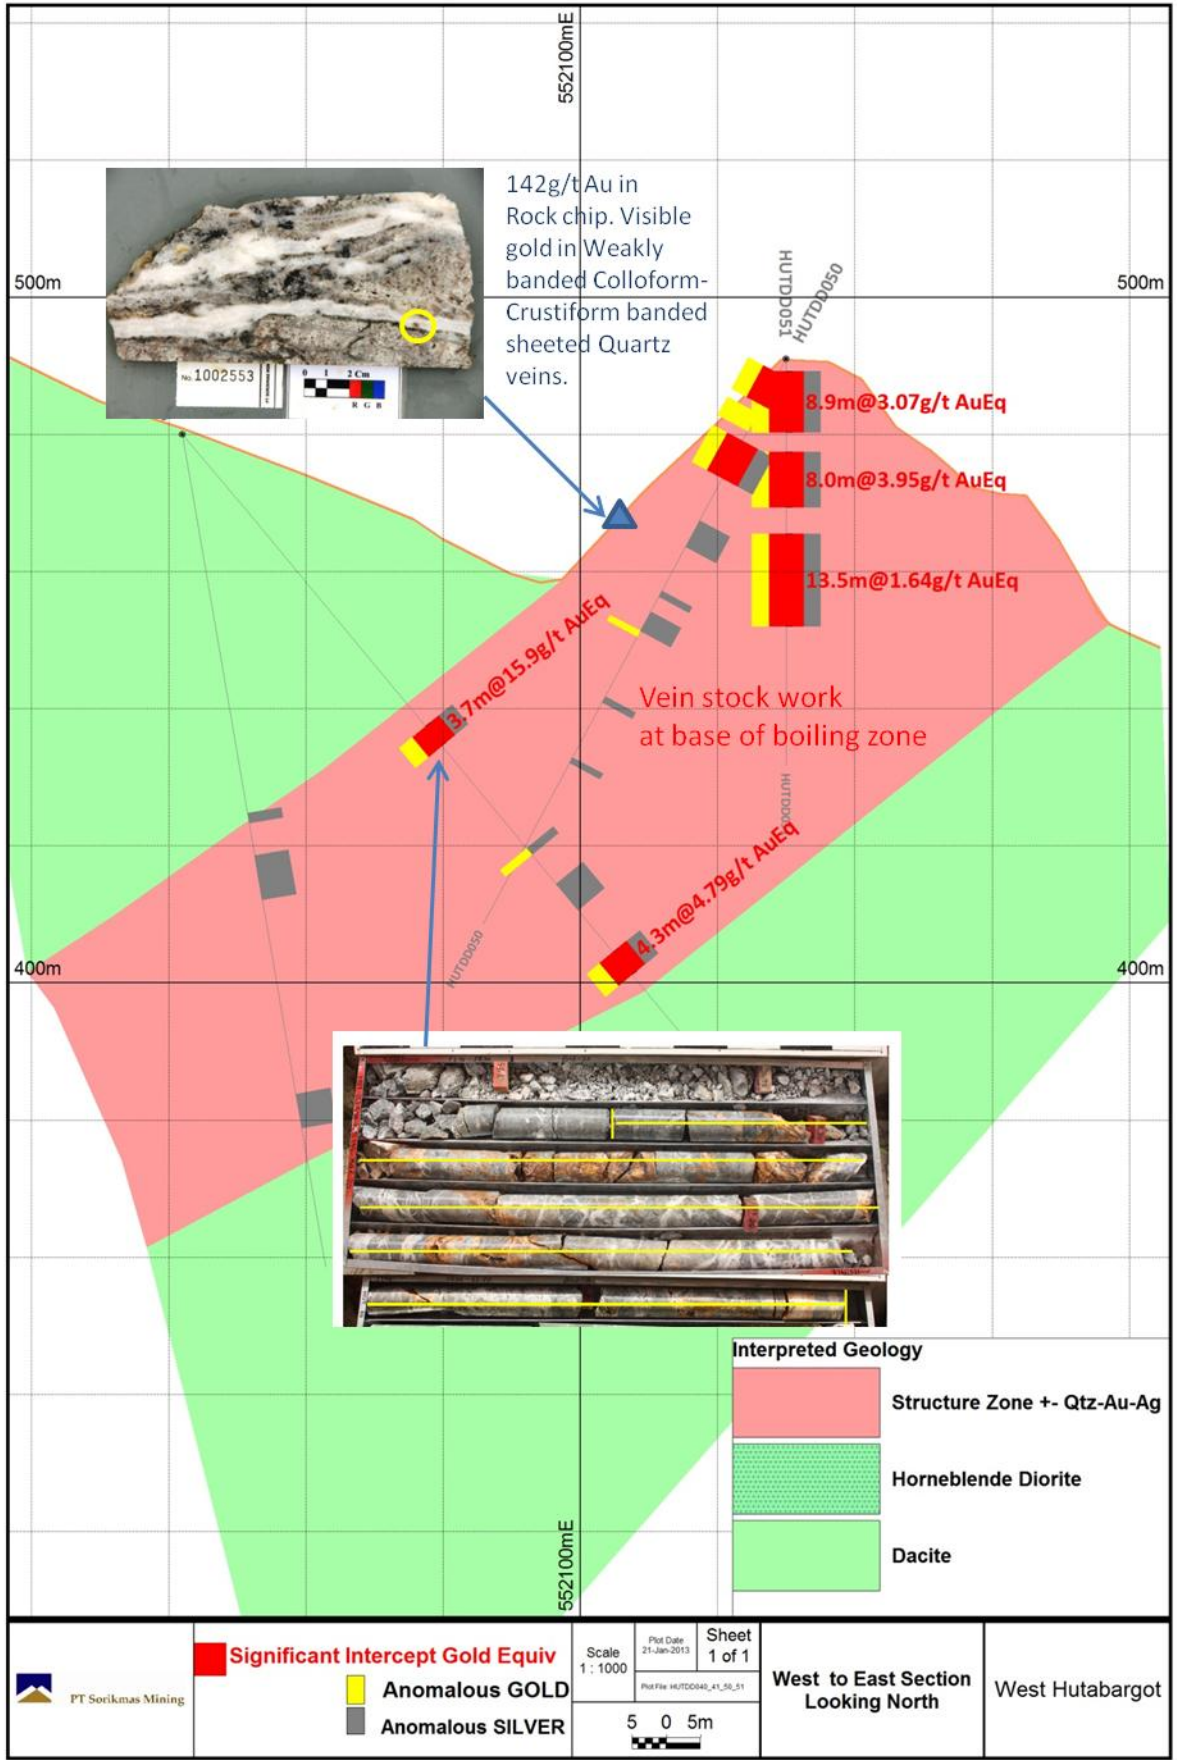 552100mE
142g/t Au in
Rock chip. Visible
gold in Weakly
banded Colloform-
Crustiform banded
sheeted Quartz
veins.
No. 1002553
0 1 2 Cm
R G B
500m
500m
HUTDD051
HUTDD050
8.9m@3.07g/t AuEq
8.0m@3.95g/t AuEq
13.5m@1.64g/t AuEq
3.7m@15.9g/t AuEq
Vein stock work
at base of boiling zone
4.3m@4.79g/t AuEq
HUTDD050
400m
400m
552100mE
Interpreted Geology
Structure Zone +- Qtz-Au-Ag
Horneblende Diorite
Dacite
PT Sorikmas Mining
Significant Intercept Gold Equiv
Anomalous GOLD
Anomalous SILVER
Scale
1 : 1000
Plot Date
21-Jan-2013
Sheet
1 of 1
Plot File: HUTDD040_41_50_51
5 0 5m
West to East Section
Looking North
West Hutabargot